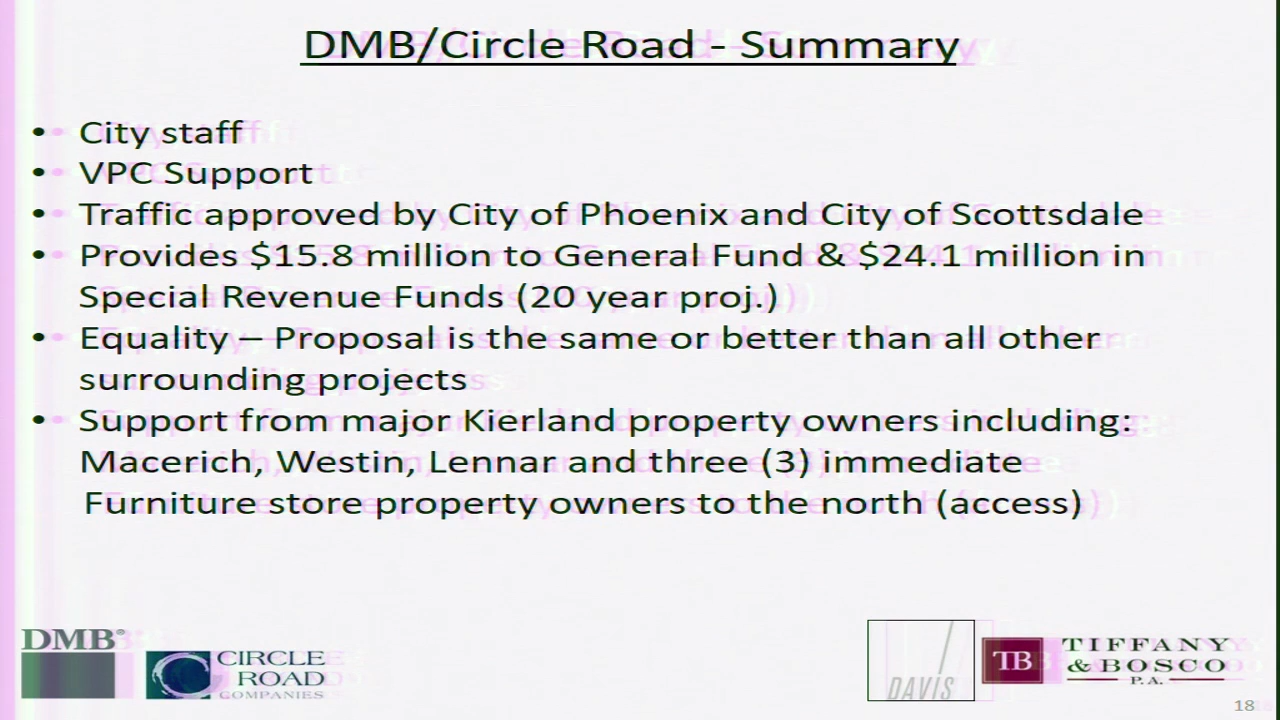 DMB/Circle Road - Summary
• City staff
• VPC Support
• Traffic approved by City of Phoenix and City of Scottsdale
• Provides $15.8 million to General Fund & $24.1 million in
Special Revenue Funds (20 year proj.)
• Equality – Proposal is the same or better than all other
surrounding projects
• Support from major Kierland property owners including:
Macerich, Westin, Lennar and three (3) immediate
Furniture store property owners to the north (access)
DMB®
CIRCLE
ROAD
COMPANIES
DAVIS
TB
TIFFANY
& BOSCO
P.A.
18